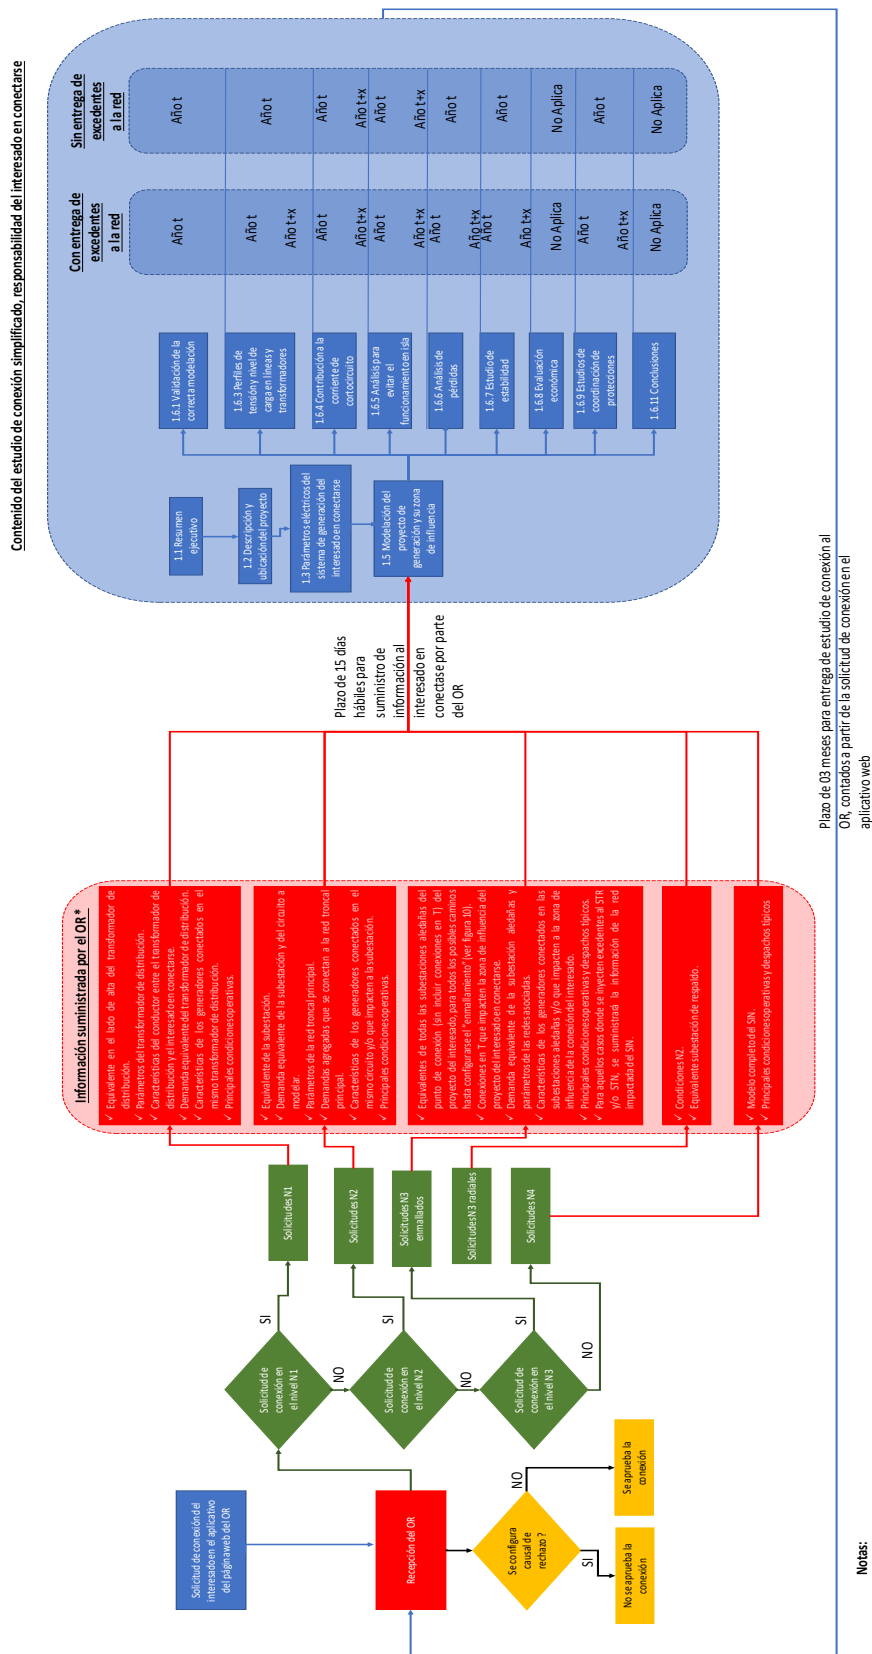 Contenido del estudio de conexión simplificado, responsabilidad del interesado en conectarse
Solicitud de conexión del
interesado en el aplicativo
del página web del OR
Recepción del OR
Se configura
causal de
rechazo ?
SI
NO
No se aprueba la
conexión
Se aprueba la
conexión
Solicitud de
conexión en
el nivel N1
SI
NO
Solicitud de
conexión en
el nivel N2
SI
NO
Solicitud de
conexión en
el nivel N3
SI
NO
Solicitudes N1
Solicitudes N2
Solicitudes N3
enmallados
Solicitudes N3 radiales
Solicitudes N4
Información suministrada por el OR *
✓ Equivalente en el lado de alta del transformador de
distribución.
✓ Parámetros del transformador de distribución.
✓ Características del conductor entre el transformador de
distribución y el interesado en conectarse.
✓ Demanda equivalente del transformador de distribución.
✓ Características de los generadores conectados en el
mismo transformador de distribución.
✓ Principales condiciones operativas.
✓ Equivalente de la subestación.
✓ Demanda equivalente de la subestación y del circuito a
modelar.
✓ Parámetros de la red troncal principal.
✓ Demandas agregadas que se conectan a la red troncal
principal.
✓ Características de los generadores conectados en el
mismo circuito y/o que impacten a la subestación.
✓ Principales condiciones operativas.
✓ Equivalentes de todas las subestaciones aledañas del
punto de conexión (sin incluir conexiones en T) del
proyecto del interesado, para todos los posibles caminos
hasta configurarse el "enmallamiento" (ver figura 10).
✓ Conexiones en T que impacten la zona de influencia del
proyecto del interesado en conectarse.
✓ Demanda equivalente de la subestación aledañas y
parámetros de las redes asociadas.
✓ Características de los generadores conectados en las
subestaciones aledañas y/o que impacten a la zona de
influencia de la conexión del interesado.
✓ Principales condiciones operativas y despachos típicos.
✓ Para aquellos casos donde se inyecten excedentes al STR
y/o STN, se suministrará la información de la red
impactada del SIN.
✓ Condiciones N2.
✓ Equivalente subestación de respaldo.
✓ Modelo completo del SIN.
✓ Principales condiciones operativas y despachos típicos
Plazo de 15 días
hábiles para
suministro de
información al
interesado en
conectase por parte
del OR
1.1 Resumen
ejecutivo
1.2 Descripción y
ubicación del proyecto
1.3 Parámetros eléctricos del
sistema de generación del
interesado en conectarse
1.5 Modelación del
proyecto de
generación y su zona
de influencia
1.6.1 Validación de la
correcta modelación
1.6.3 Perfiles de
tensión y nivel de
carga en líneas y
transformadores
1.6.4 Contribución a la
corriente de
cortocircuito
1.6.5 Análisis para
evitar el
funcionamiento en isla
1.6.6 Análisis de
pérdidas
1.6.7 Estudio de
estabilidad
1.6.8 Evaluación
económica
1.6.9 Estudios de
coordinación de
protecciones
1.6.11 Conclusiones
Con entrega de
excedentes
a la red
Año t
Año t
Año t+x
Año t
Año t+x
Año t
Año t+x
Año t
Año t+x
Año t
No Aplica
Año t
Año t+x
No Aplica
Sin entrega de
excedentes
a la red
Año t
Año t
Año t
Año t+x
Año t
Año t+x
Año t
Año t
No Aplica
Año t
No Aplica
Plazo de 03 meses para entrega de estudio de conexión al
OR, contados a partir de la solicitud de conexión en el
aplicativo web
Notas: